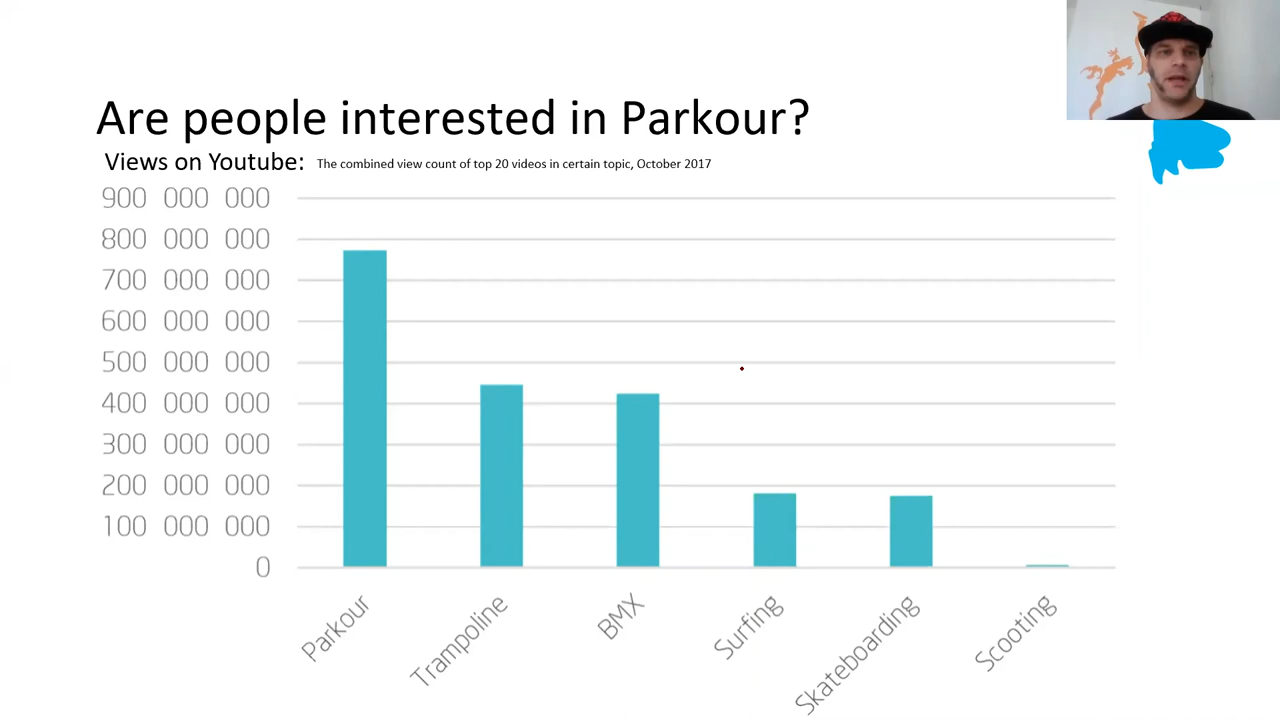 Are people interested in Parkour?
Views on Youtube: The combined view count of top 20 videos in certain topic, October 2017
900 000 000
800 000 000
700 000 000
600 000 000
500 000 000
400 000 000
300 000 000
200 000 000
100 000 000
0
Parkour
Trampoline
BMX
Surfing
Skateboarding
Scooting